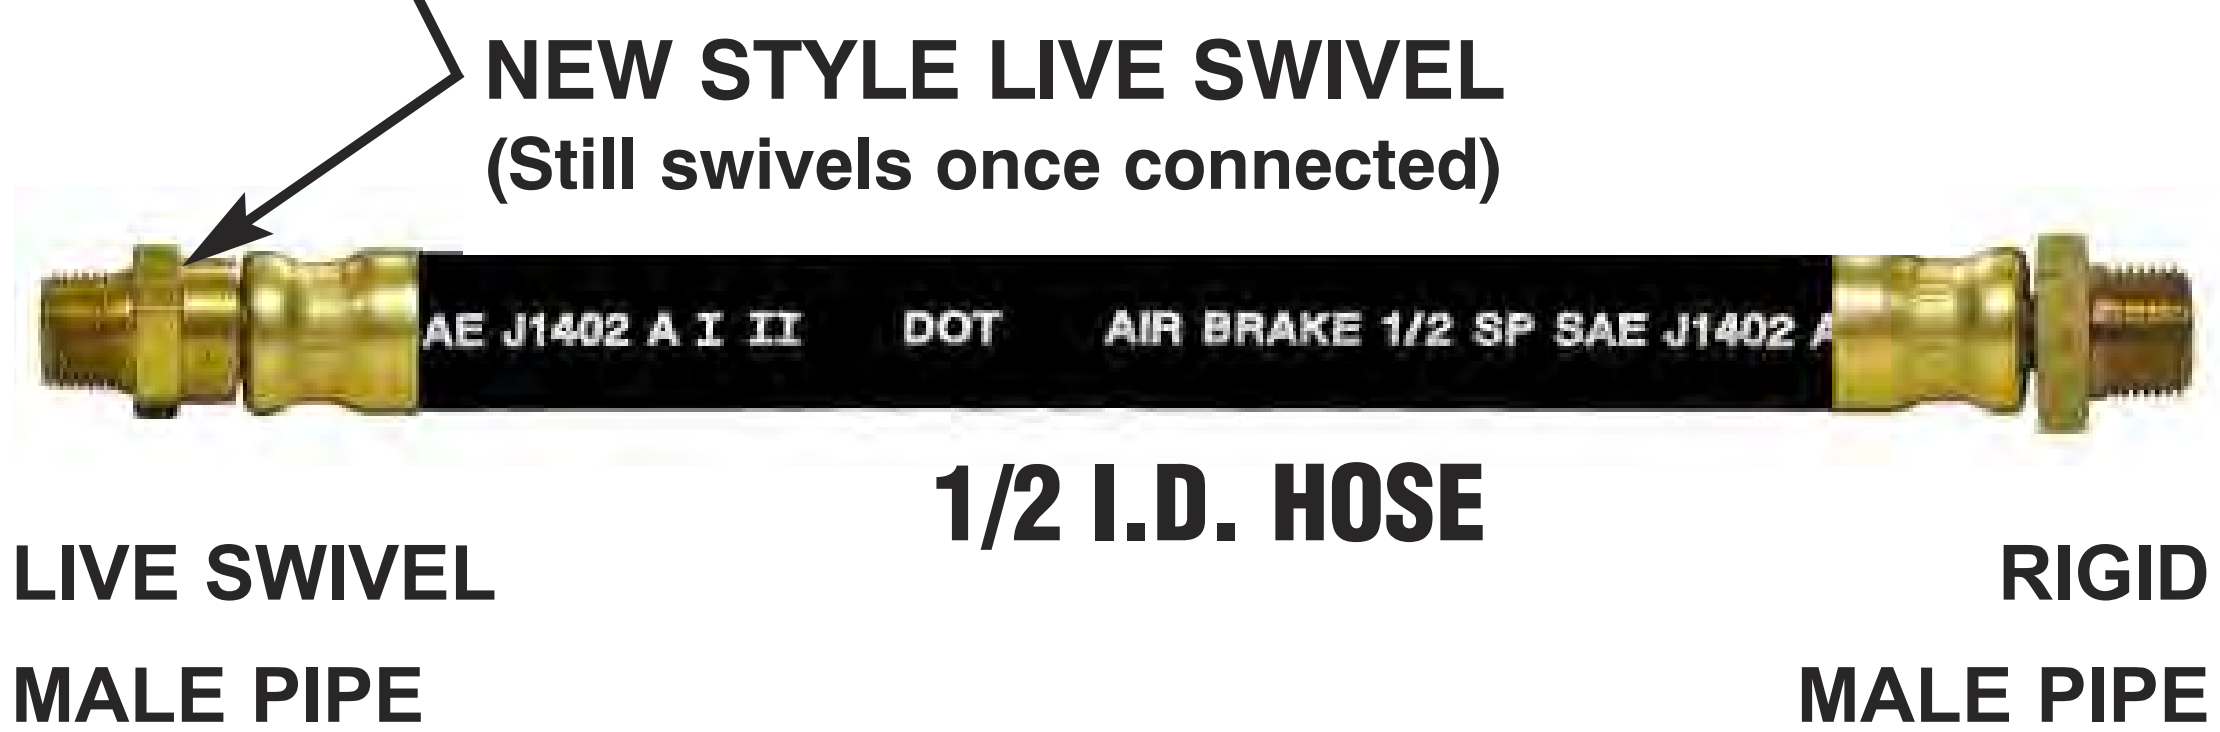 NEW STYLE LIVE SWIVEL
(Still swivels once connected)
AE J1402 A I II DOT AIR BRAKE 1/2 SP SAE J1402 A
1/2 I.D. HOSE
LIVE SWIVEL
MALE PIPE
RIGID
MALE PIPE